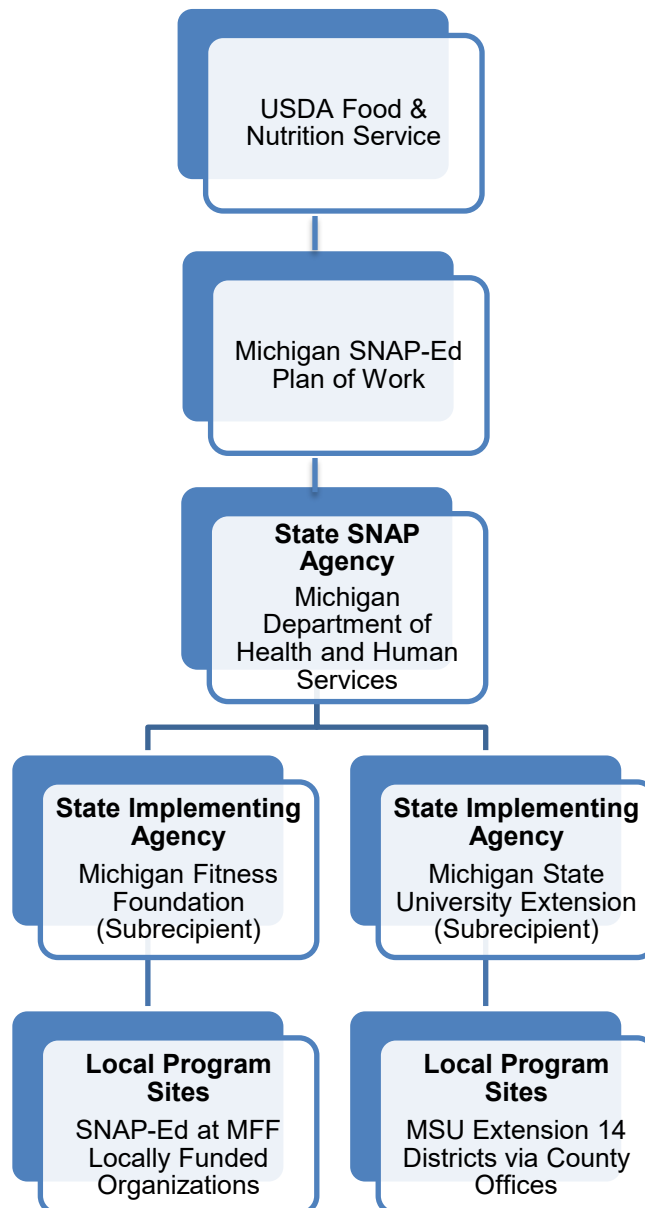 USDA Food &
Nutrition Service
Michigan SNAP-Ed
Plan of Work
State SNAP
Agency
Michigan
Department of
Health and Human
Services
State Implementing
Agency
Michigan Fitness
Foundation
(Subrecipient)
State Implementing
Agency
Michigan State
University Extension
(Subrecipient)
Local Program
Sites
SNAP-Ed at MFF
Locally Funded
Organizations
Local Program
Sites
MSU Extension 14
Districts via County
Offices